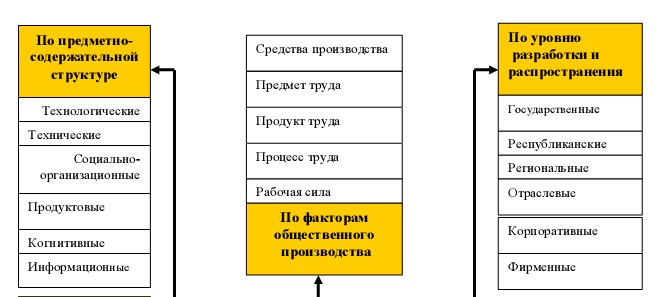 По предметно-
содержательной
структуре
Технологические
Технические
Социально-
организационные
Продуктовые
Когнитивные
Информационные
Средства производства
Предмет труда
Продукт труда
Процесс труда
Рабочая сила
По факторам
общественного
производства
По уровню
разработки и
распространения
Государственные
Республиканские
Региональные
Отраслевые
Корпоративные
Фирменные